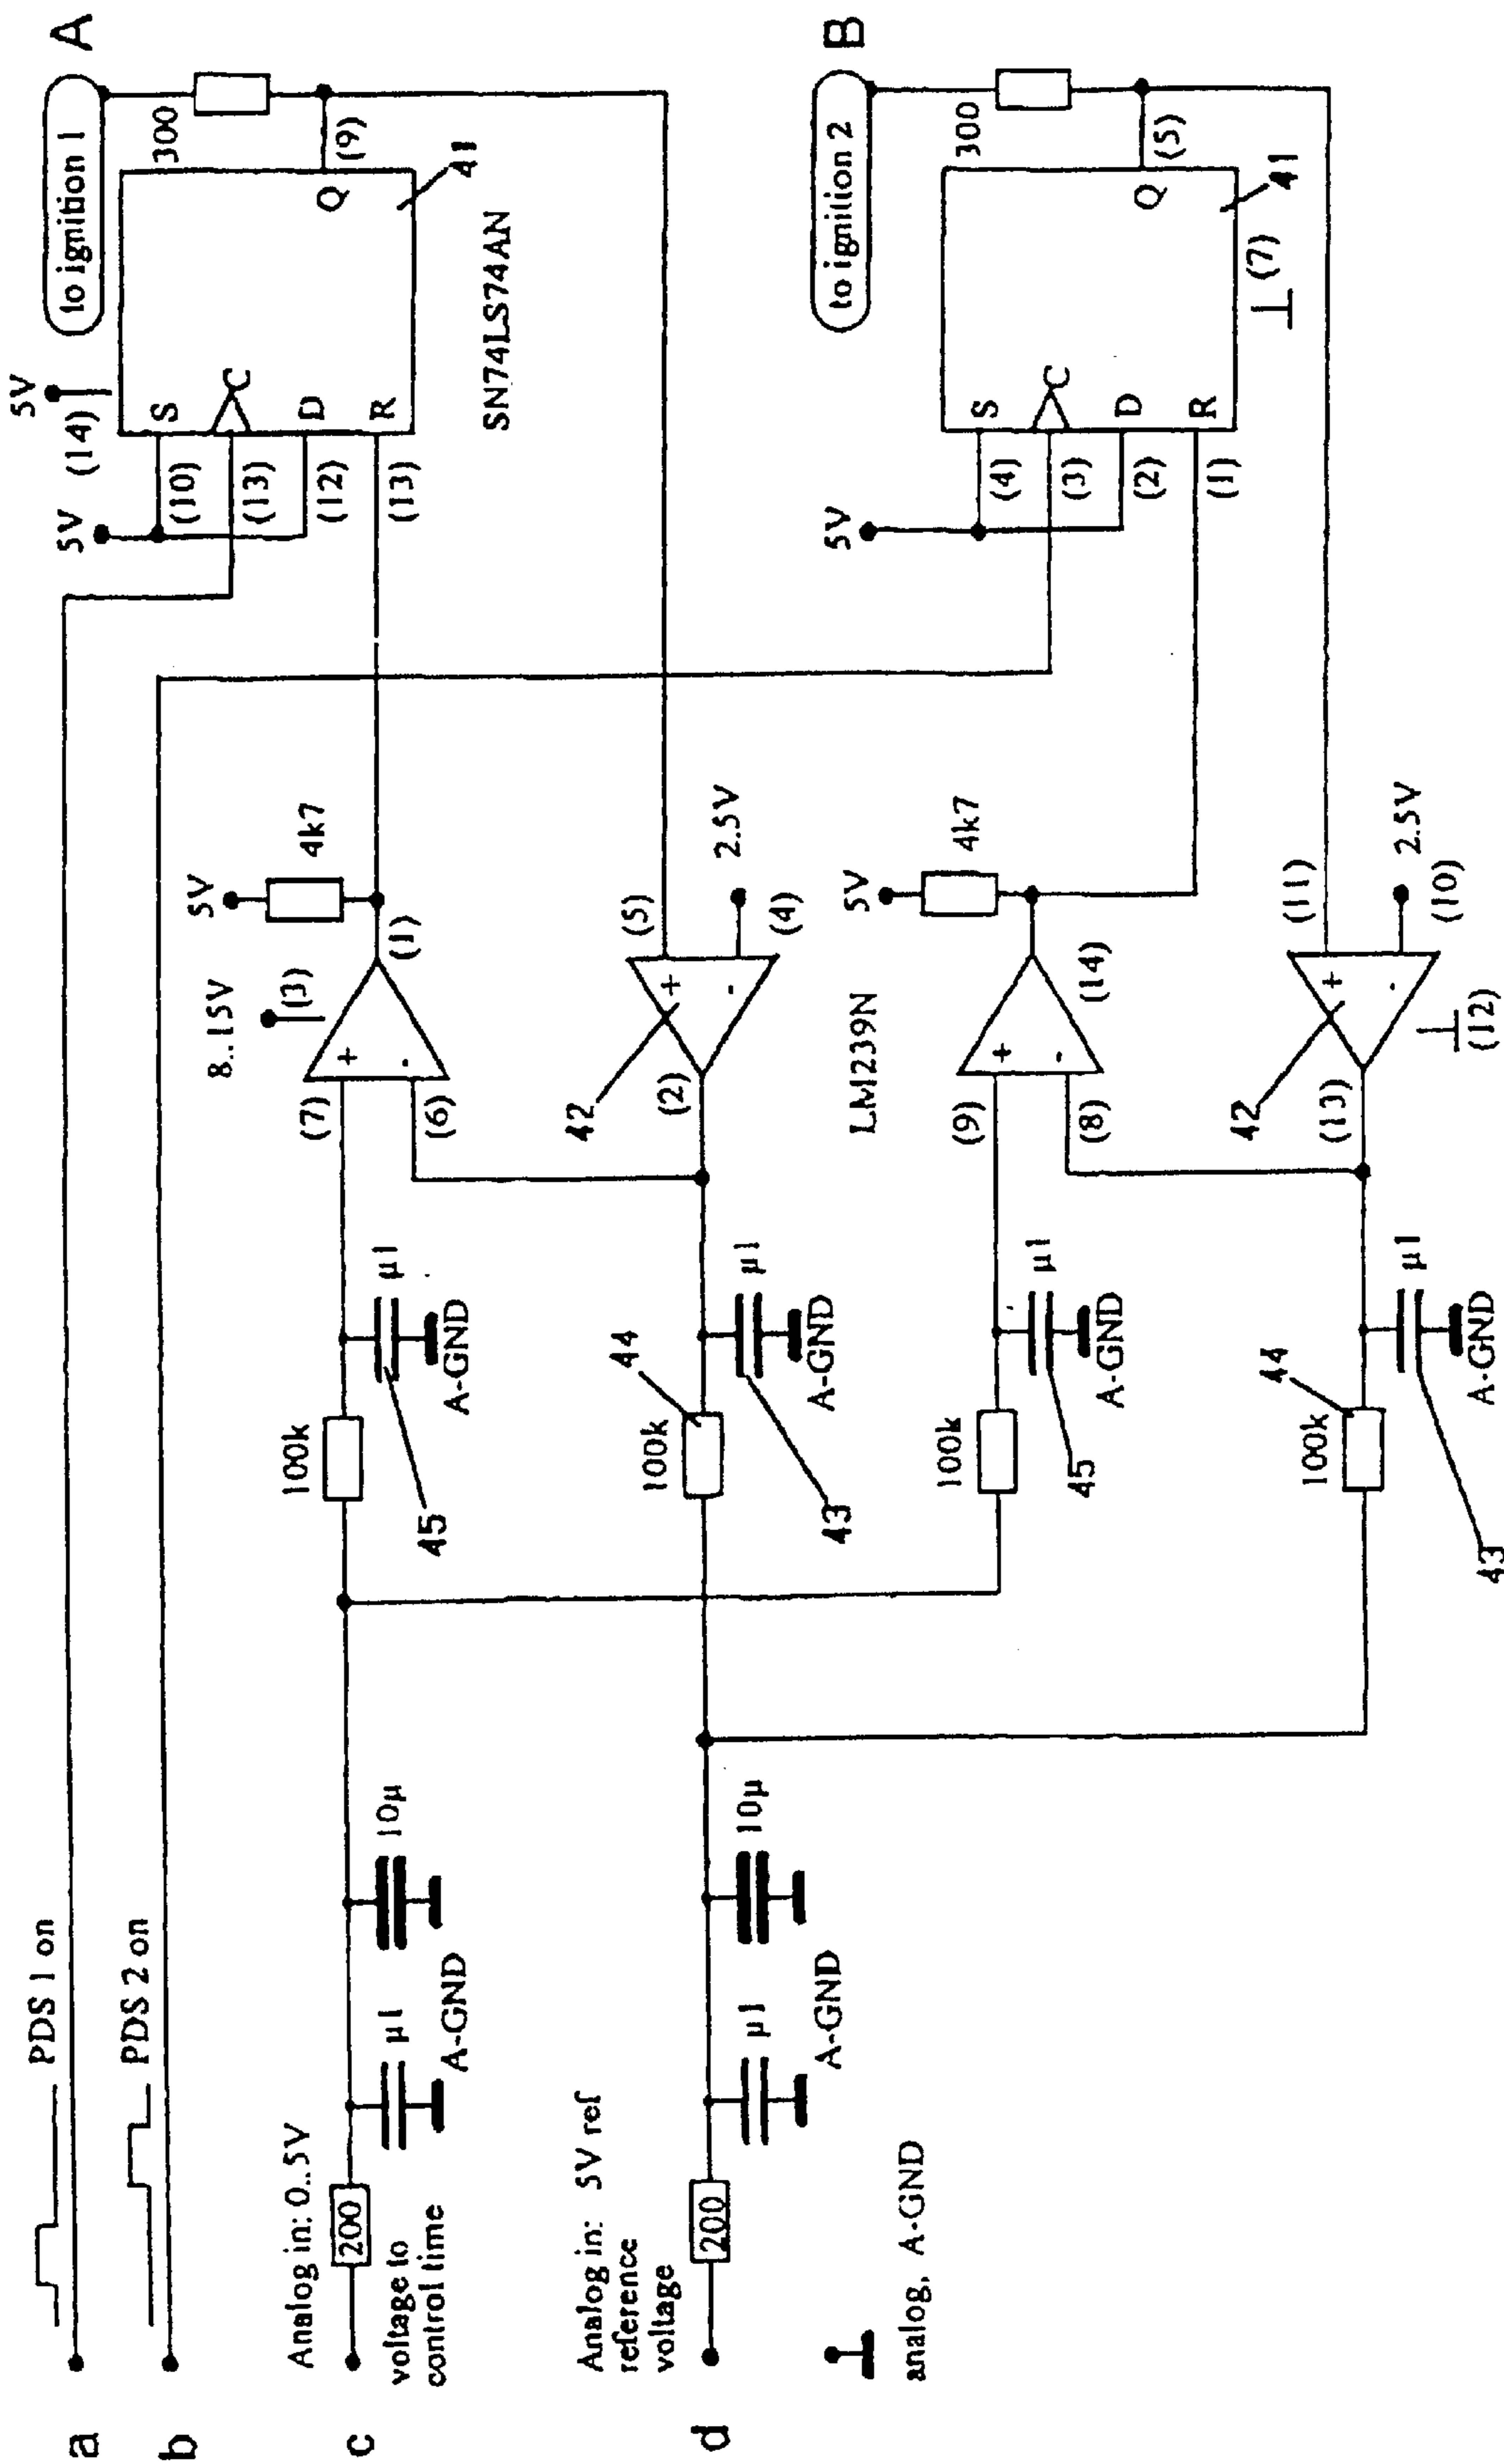 a
PDS 1 on
b
PDS 2 on
c
Analog in: 0..5V
200
voltage to
control time
µ1
A-GND
10µ
d
Analog in: 5V ref
reference
voltage
200
µ1
A-GND
10µ
analog, A-GND
100k
45
µ1
A-GND
100k
44
43
µ1
A-GND
100k
45
µ1
A-GND
100k
44
43
µ1
A-GND
8..15V
(3)
(7)
+
-
(6)
(1)
5V
4k7
42
(2)
+
-
(5)
(4)
2.5V
LM239N
(9)
+
-
(8)
(14)
5V
4k7
42
(13)
+
-
(11)
(10)
2.5V
(12)
5V
(14)
5V
(10)
(13)
(12)
(13)
S
C
D
R
Q
(9)
41
SN74LS74AN
300
to ignition 1
A
5V
(4)
(3)
(2)
(1)
S
C
D
R
Q
(5)
41
(7)
300
to ignition 2
B